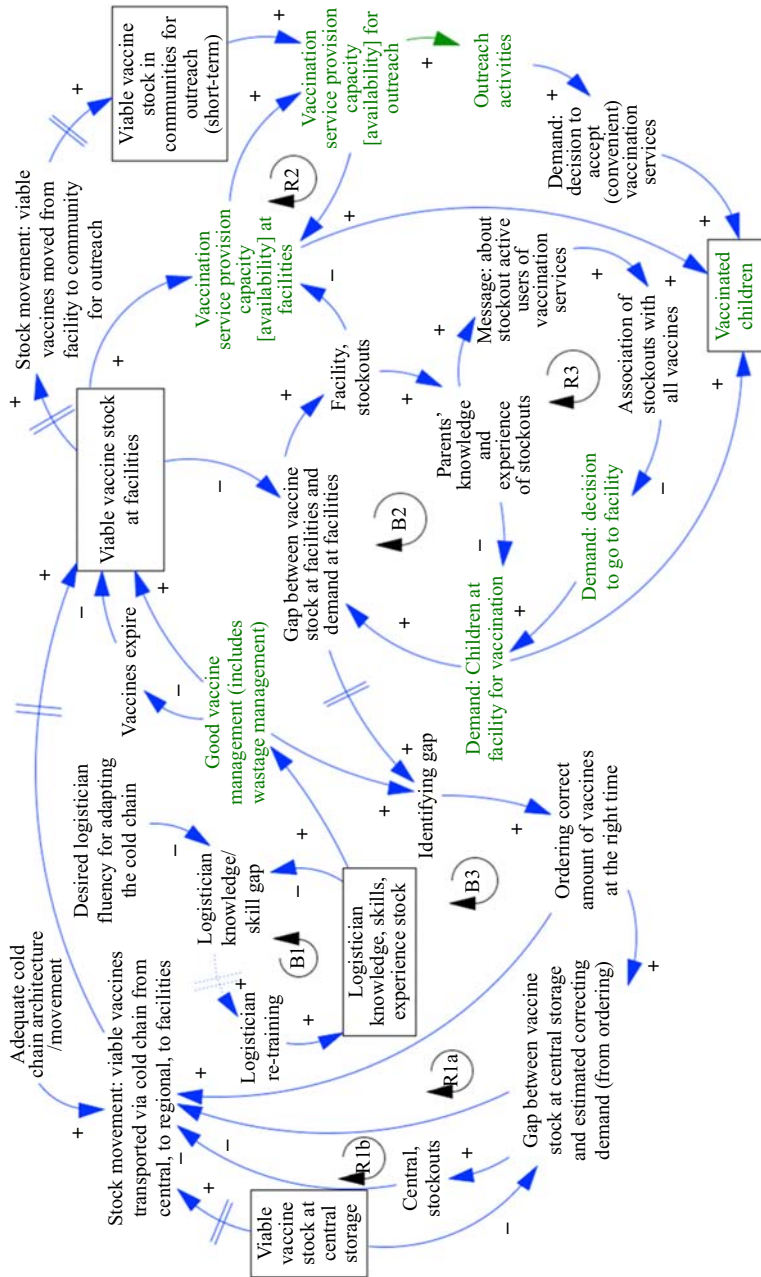 Adequate cold
chain architecture
/movement
+
Stock movement: viable vaccines
transported via cold chain from
central, to regional, to facilities
+
−
−
+
Viable
vaccine
stock at
central
storage
−
R1b
Central,
stockouts
+
R1a
Gap between vaccine
stock at central storage
and estimated correcting
demand (from ordering)
+
Desired logistician
fluency for adapting
the cold chain
−
Logistician
knowledge/
skill gap
−
+
B1
Logistician
re-training
+
Logistician
knowledge, skills,
experience stock
+
B3
Vaccines expire
−
−
Good vaccine
management (includes
wastage management)
+
+
+
Identifying gap
+
+
Ordering correct
amount of vaccines
at the right time
+
Viable vaccine stock
at facilities
+
−
Gap between vaccine
stock at facilities and
demand at facilities
B2
+
+
Demand: Children at
facility for vaccination
−
+
Stock movement: viable
vaccines moved from
facility to community
for outreach
+
+
+
Vaccination
service provision
capacity
[availability] at
facilities
−
R2
+
Facility,
stockouts
+
+
Parents'
knowledge
and
experience
of stockouts
+
R3
Message: about
stockout active
users of
vaccination
services
+
Association of
stockouts with
all vaccines
−
Demand: decision
to go to facility
+
Viable vaccine
stock in
communities for
outreach
(short-term)
+
Vaccination
service provision
capacity
[availability] for
outreach
+
Outreach
activities
+
Demand:
decision to
accept
(convenient)
vaccination
services
+
+
+
Vaccinated
children